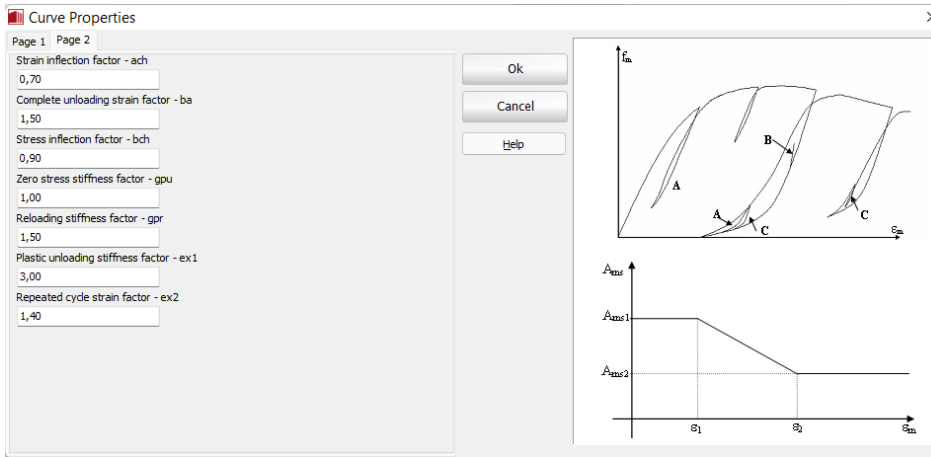 Curve Properties
Page 1 Page 2
Strain inflection factor - ach
0,70
Complete unloading strain factor - ba
1,50
Stress inflection factor - bch
0,90
Zero stress stiffness factor - gpu
1,00
Reloading stiffness factor - gpr
1,50
Plastic unloading stiffness factor - ex1
3,00
Repeated cycle strain factor - ex2
1,40
Ok
Cancel
Help
fm
A
B
A
C
C
εm
Ams
Ams1
Ams2
ε1
ε2
εm